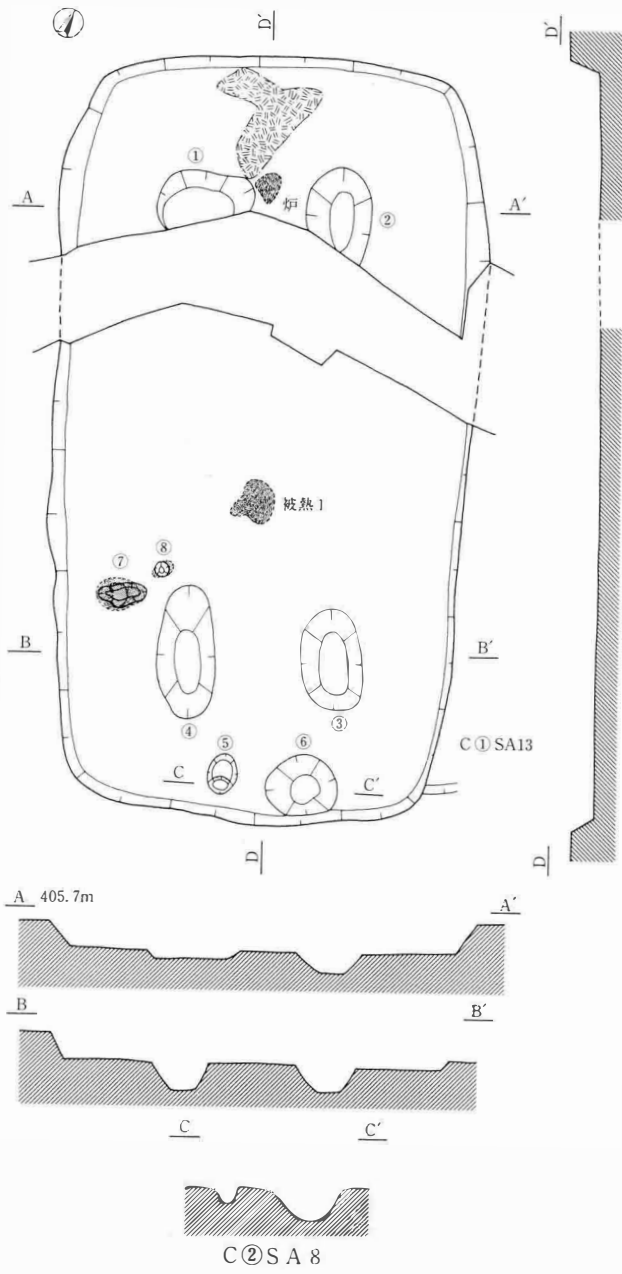 D′
D′
①
A
炉
②
A′
被熱1
⑦
⑧
B
B′
④
③
⑤
⑥
C①SA13
C
C′
D
D
A 405.7m
A′
B
B′
C
C′
C②SA8